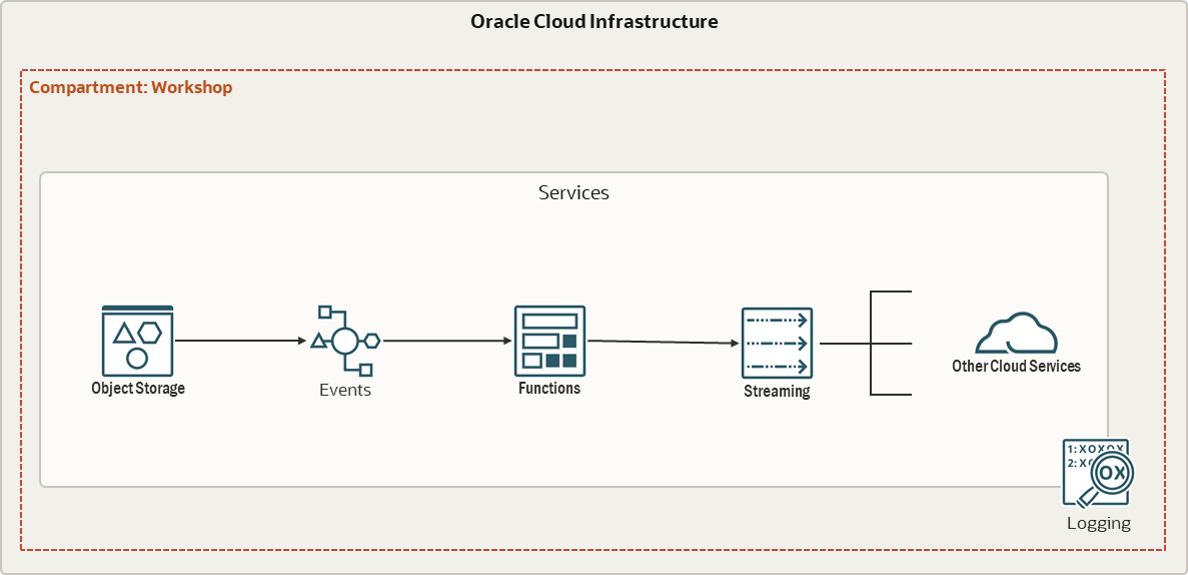 Oracle Cloud Infrastructure
Compartment: Workshop
Services
Object Storage
Events
Functions
Streaming
Other Cloud Services
1: XOXOX
2: XO
OX
Logging